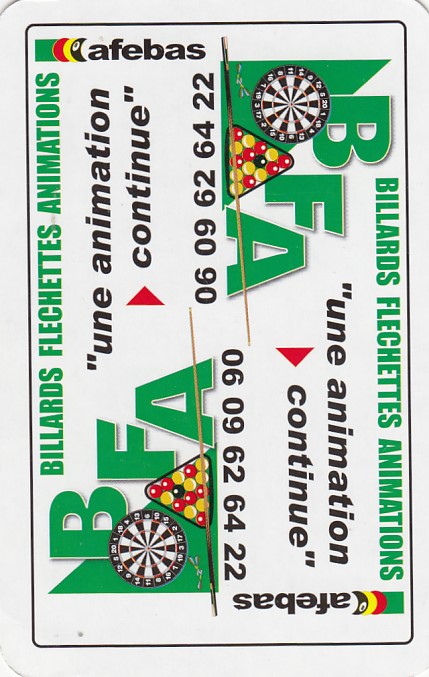 afebas
BILLARDS FLECHETTES ANIMATIONS
"une animation
continue"
06 09 62 64 22
BFA
BILLARDS FLECHETTES ANIMATIONS
"une animation
continue"
06 09 62 64 22
BFA
afebas